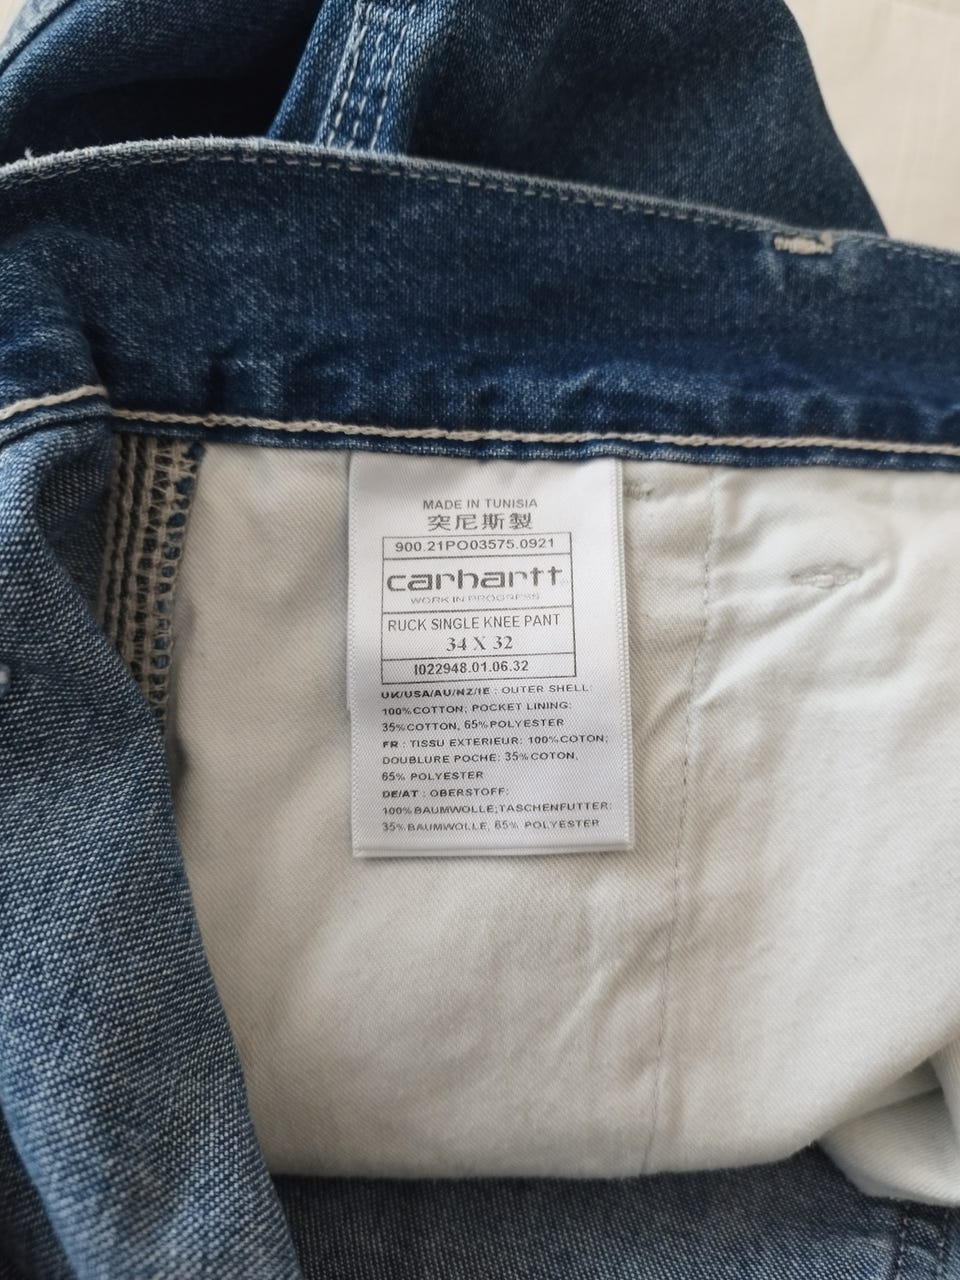 MADE IN TUNISIA
突尼斯製
900.21PO03575.0921
carhartt
WORK IN PROGRESS
RUCK SINGLE KNEE PANT
34 X 32
I022948.01.06.32
UK/USA/AU/NZ/IE : OUTER SHELL:
100%COTTON; POCKET LINING:
35%COTTON, 65%POLYESTER
FR : TISSU EXTERIEUR: 100%COTON;
DOUBLURE POCHE: 35%COTON,
65% POLYESTER
DE/AT : OBERSTOFF:
100%BAUMWOLLE;TASCHENFUTTER:
35%BAUMWOLLE, 65% POLYESTER